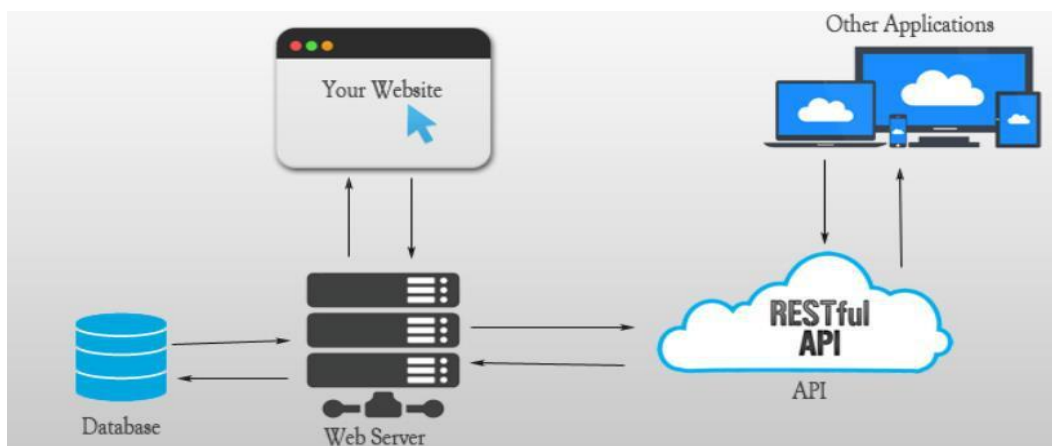 Other Applications
Your Website
RESTful
API
API
Database
Web Server